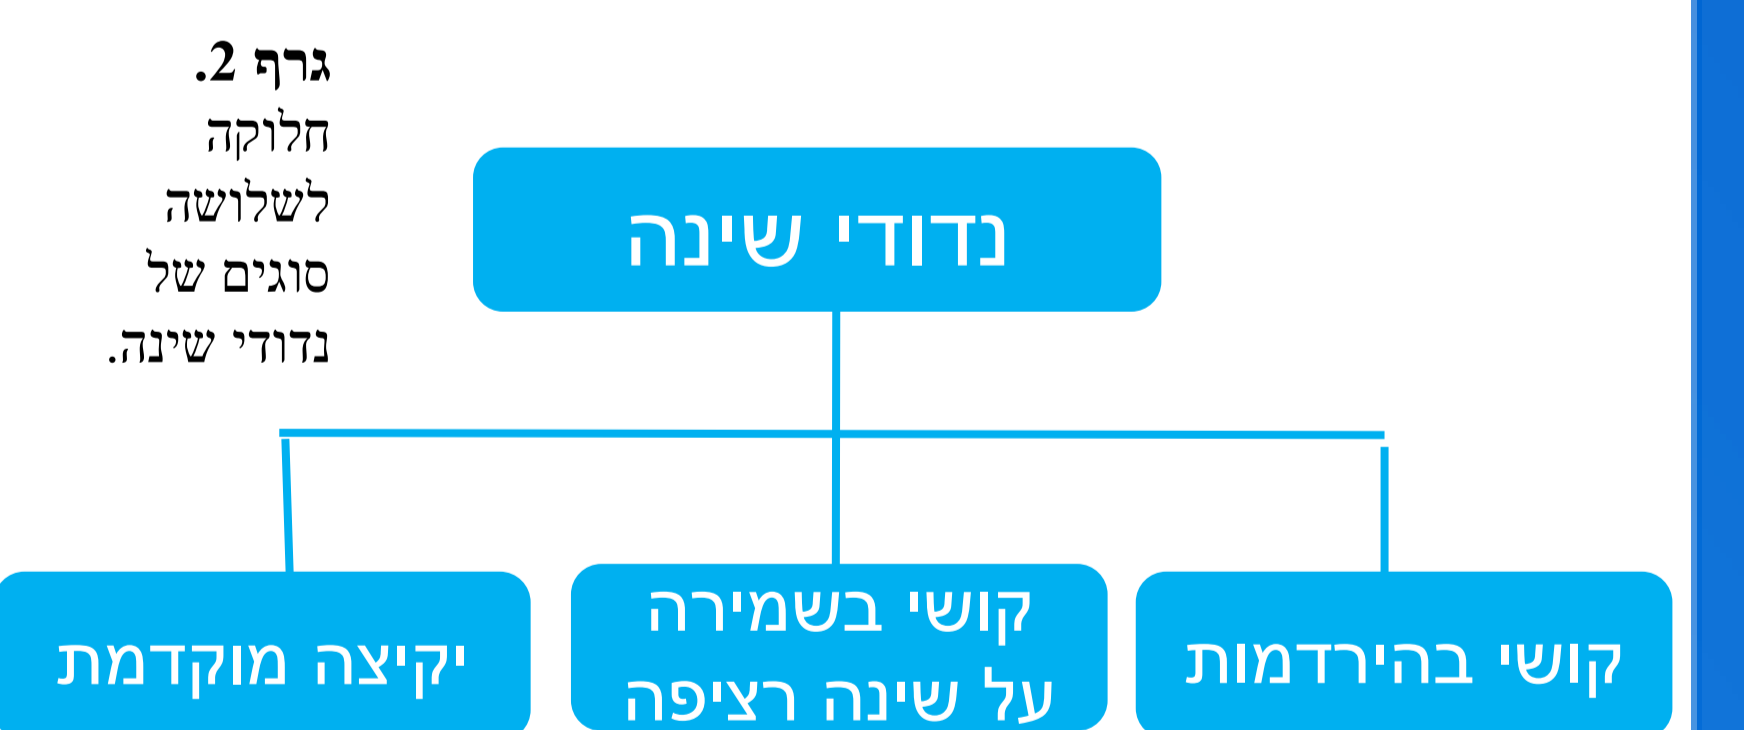 גרף 2.
חלוקה
לשלושה
סוגים של
נדודי שינה.
נדודי שינה
קושי בהירדמות
קושי בשמירה
על שינה רציפה
יקיצה מוקדמת